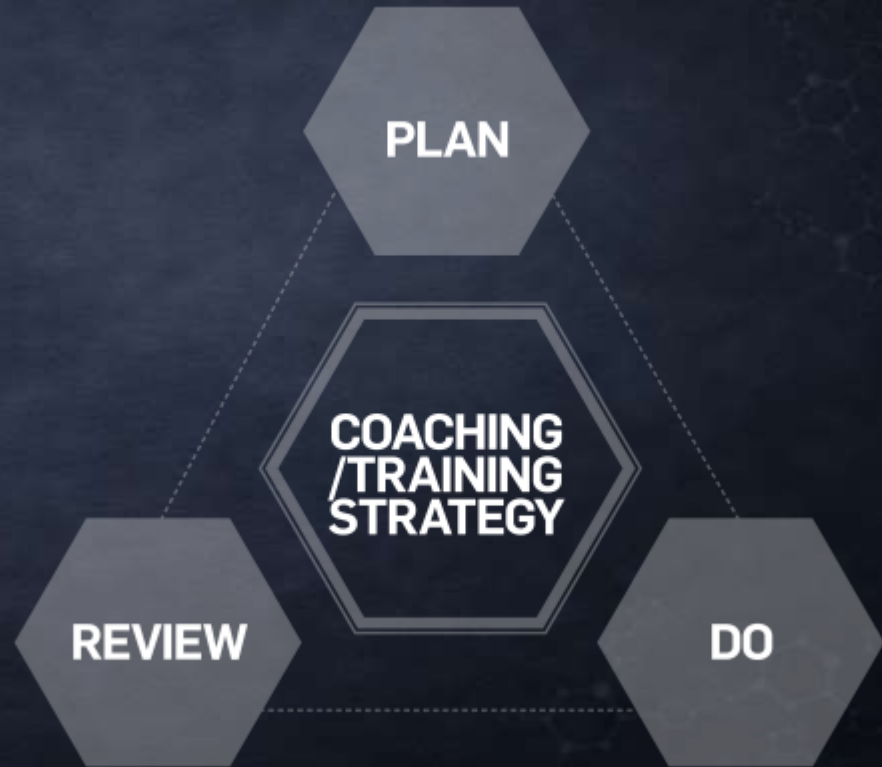 PLAN
COACHING
/TRAINING
STRATEGY
REVIEW
DO